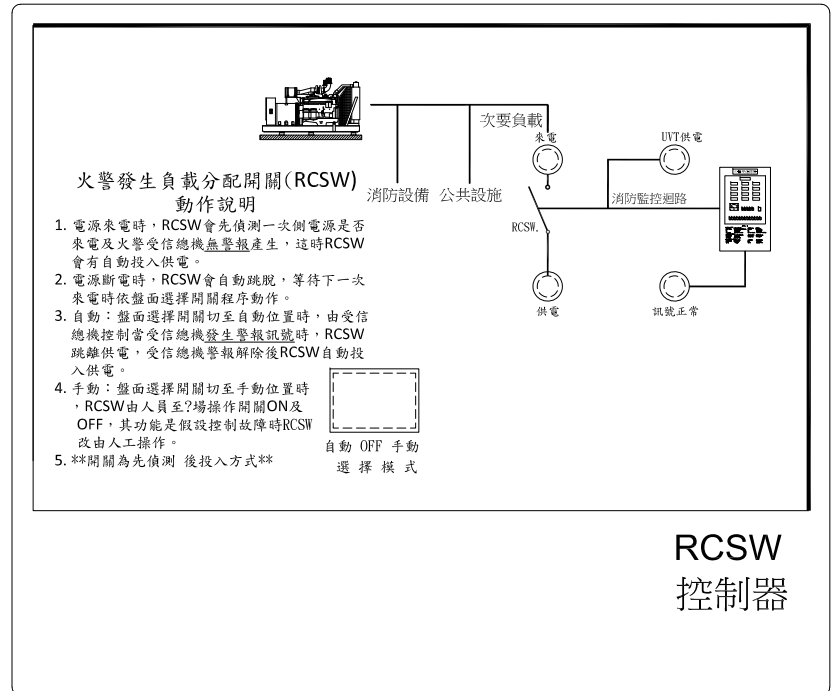 次要負載
來電
UVT供電
火警發生負載分配開關(RCSW)
動作說明
消防設備
公共設施
消防監控迴路
RCSW.
1. 電源來電時，RCSW會先偵測一次側電源是否
來電及火警受信總機無警報產生，這時RCSW
會有自動投入供電。
2. 電源斷電時，RCSW會自動跳脫，等待下一次
來電時依盤面選擇開關程序動作。
供電
訊號正常
3. 自動：盤面選擇開關切至自動位置時，由受信
總機控制當受信總機發生警報訊號時，RCSW
跳離供電，受信總機警報解除後RCSW自動投
入供電。
4. 手動：盤面選擇開關切至手動位置時
，RCSW由人員至?場操作開關ON及
OFF，其功能是假設控制故障時RCSW
改由人工操作。
5. **開關為先偵測 後投入方式**
自動 OFF 手動
選 擇 模 式
RCSW
控制器